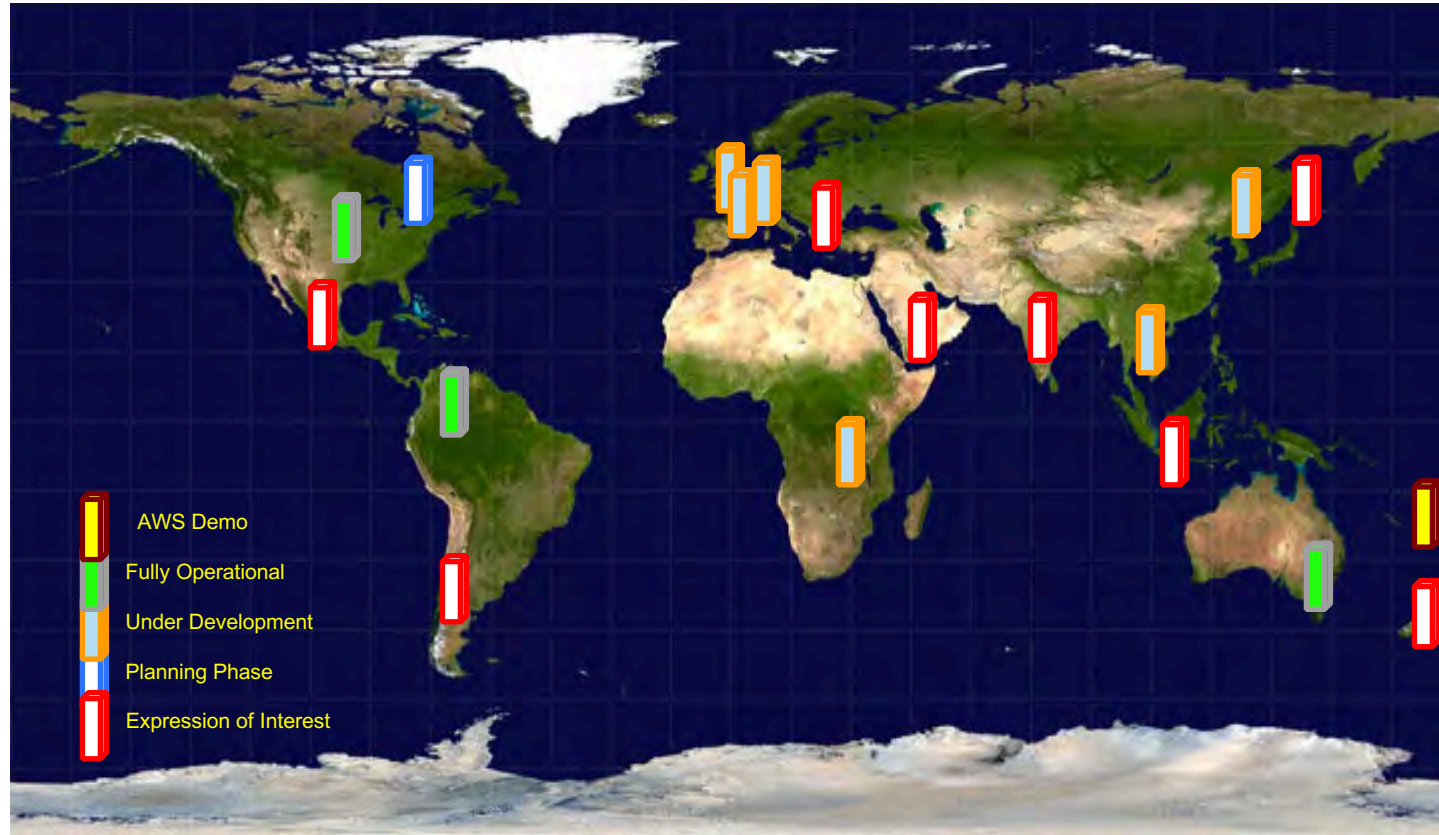 AWS Demo
Fully Operational
Under Development
Planning Phase
Expression of Interest